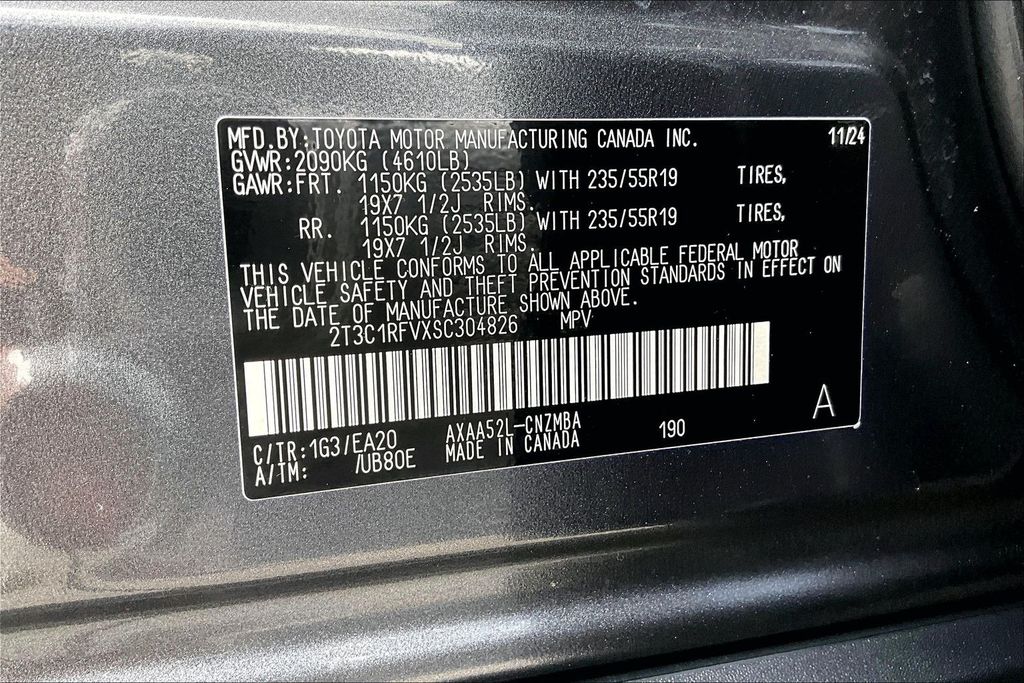 MFD.BY:TOYOTA MOTOR MANUFACTURING CANADA INC. 11/24
GVWR:2090KG (4610LB)
GAWR:FRT. 1150KG (2535LB) WITH 235/55R19 TIRES,
19X7 1/2J RIMS.
RR. 1150KG (2535LB) WITH 235/55R19 TIRES,
19X7 1/2J RIMS.
THIS VEHICLE CONFORMS TO ALL APPLICABLE FEDERAL MOTOR
VEHICLE SAFETY AND THEFT PREVENTION STANDARDS IN EFFECT ON
THE DATE OF MANUFACTURE SHOWN ABOVE.
2T3C1RFVXSC304826 MPV
C/TR:1G3/EA20 AXAA52L-CNZMBA 190 A
A/TM: /UB80E MADE IN CANADA